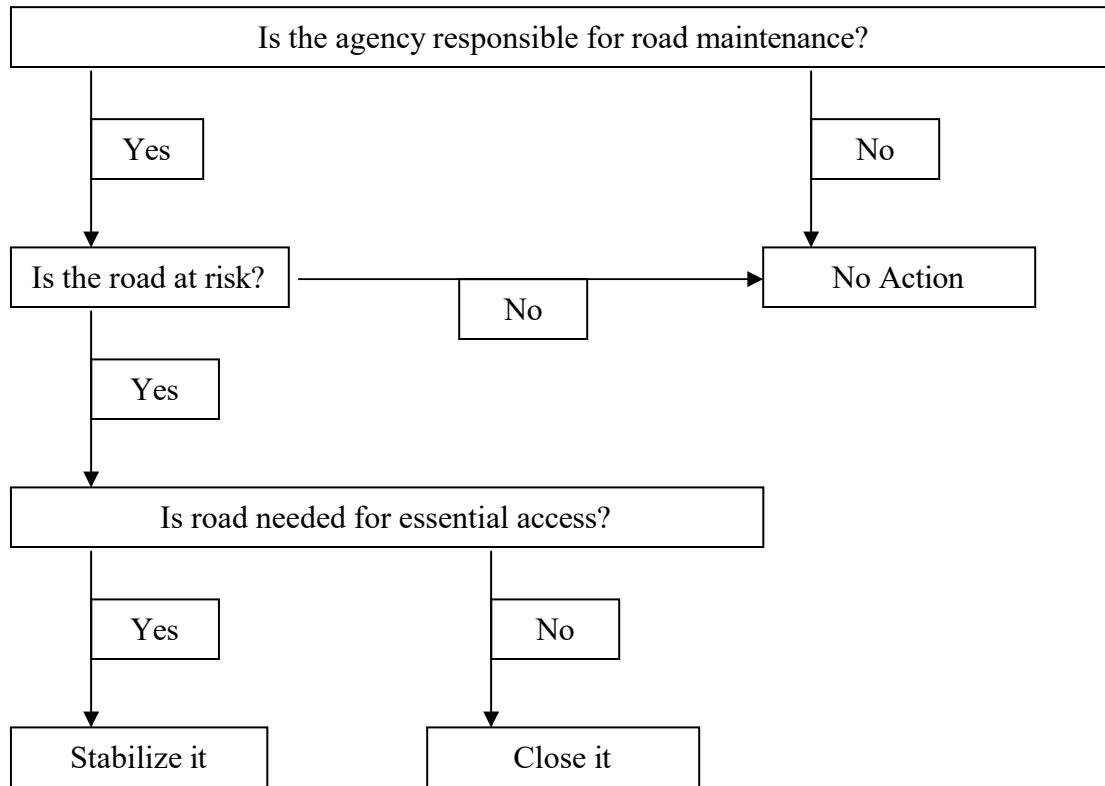 Is the agency responsible for road maintenance?
Yes
No
Is the road at risk?
No
No Action
Yes
Is road needed for essential access?
Yes
No
Stabilize it
Close it